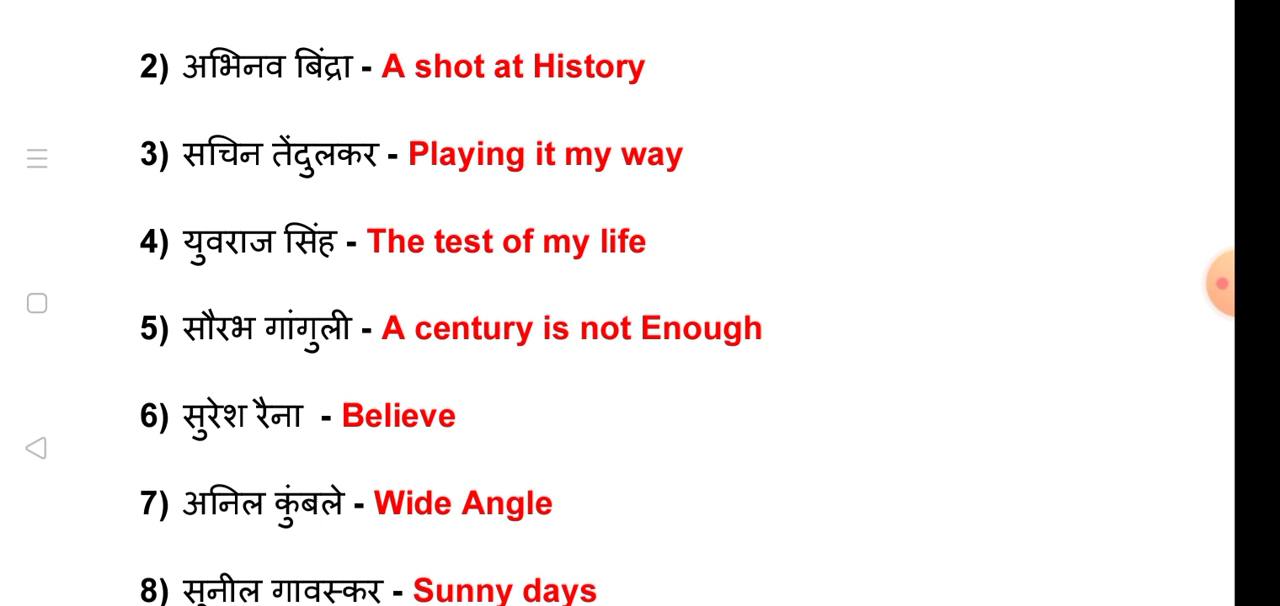 2) अभिनव बिंद्रा - A shot at History
3) सचिन तेंदुलकर - Playing it my way
4) युवराज सिंह - The test of my life
5) सौरभ गांगुली - A century is not Enough
6) सुरेश रैना - Believe
7) अनिल कुंबले - Wide Angle
8) सुनील गावस्कर - Sunny days